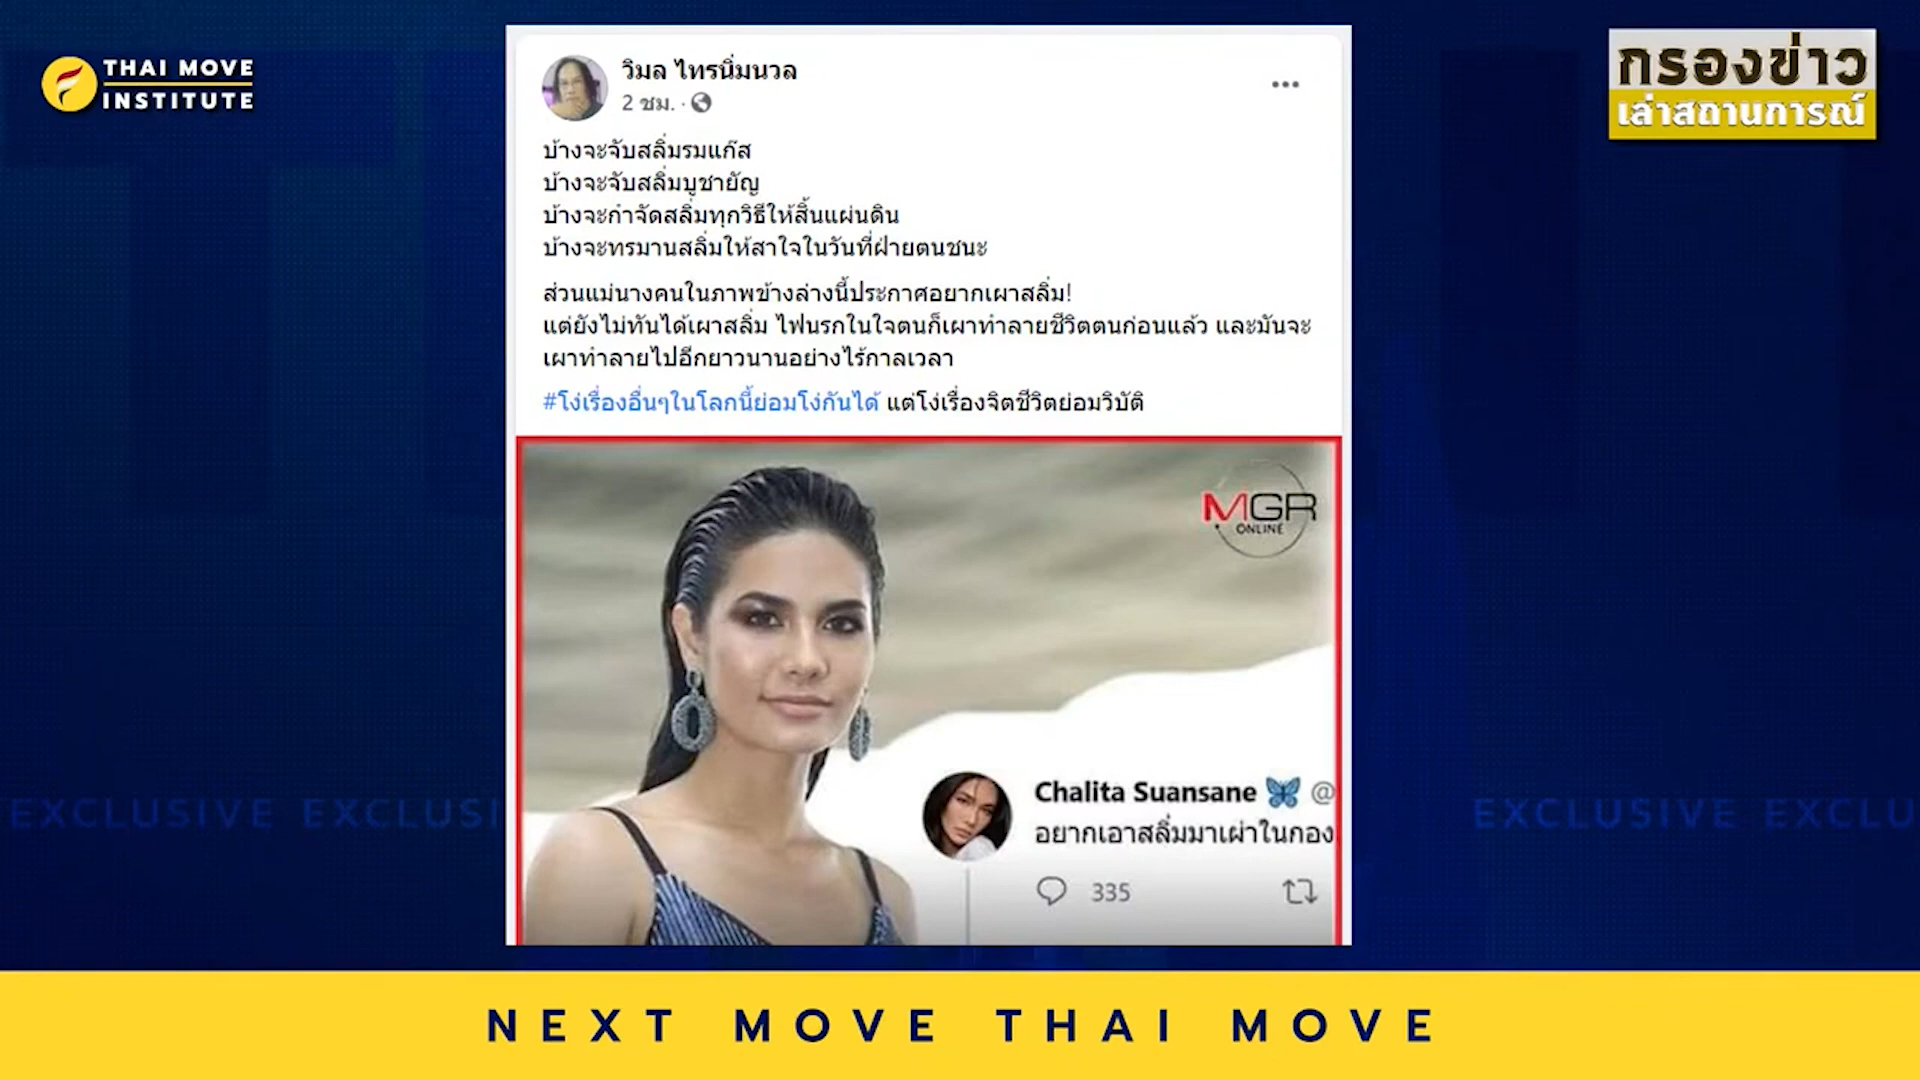 THAI MOVE
INSTITUTE
กรองข่าว
เล่าสถานการณ์
วิมล ไทรนิ่มนวล
2 ชม. ·
บ้างจะจับสลิ่มรมแก๊ส
บ้างจะจับสลิ่มบูชายัญ
บ้างจะกำจัดสลิ่มทุกวิธีให้สิ้นแผ่นดิน
บ้างจะทรมานสลิ่มให้สาใจในวันที่ฝ่ายตนชนะ
ส่วนแม่นางคนในภาพข้างล่างนี้ประกาศอยากเผาสลิ่ม!
แต่ยังไม่ทันได้เผาสลิ่ม ไฟนรกในใจตนก็เผาทำลายชีวิตตนก่อนแล้ว และมันจะ
เผาทำลายไปอีกยาวนานอย่างไร้กาลเวลา
#โง่เรื่องอื่นๆในโลกนี้ย่อมโง่กันได้ แต่โง่เรื่องจิตชีวิตย่อมวิบัติ
MGR
ONLINE
Chalita Suansane 🦋 @
อยากเอาสลิ่มมาเผ่าในกอง
335
EXCLUSIVE EXCLUSI
EXCLUSIVE EXCLU
NEXT MOVE THAI MOVE